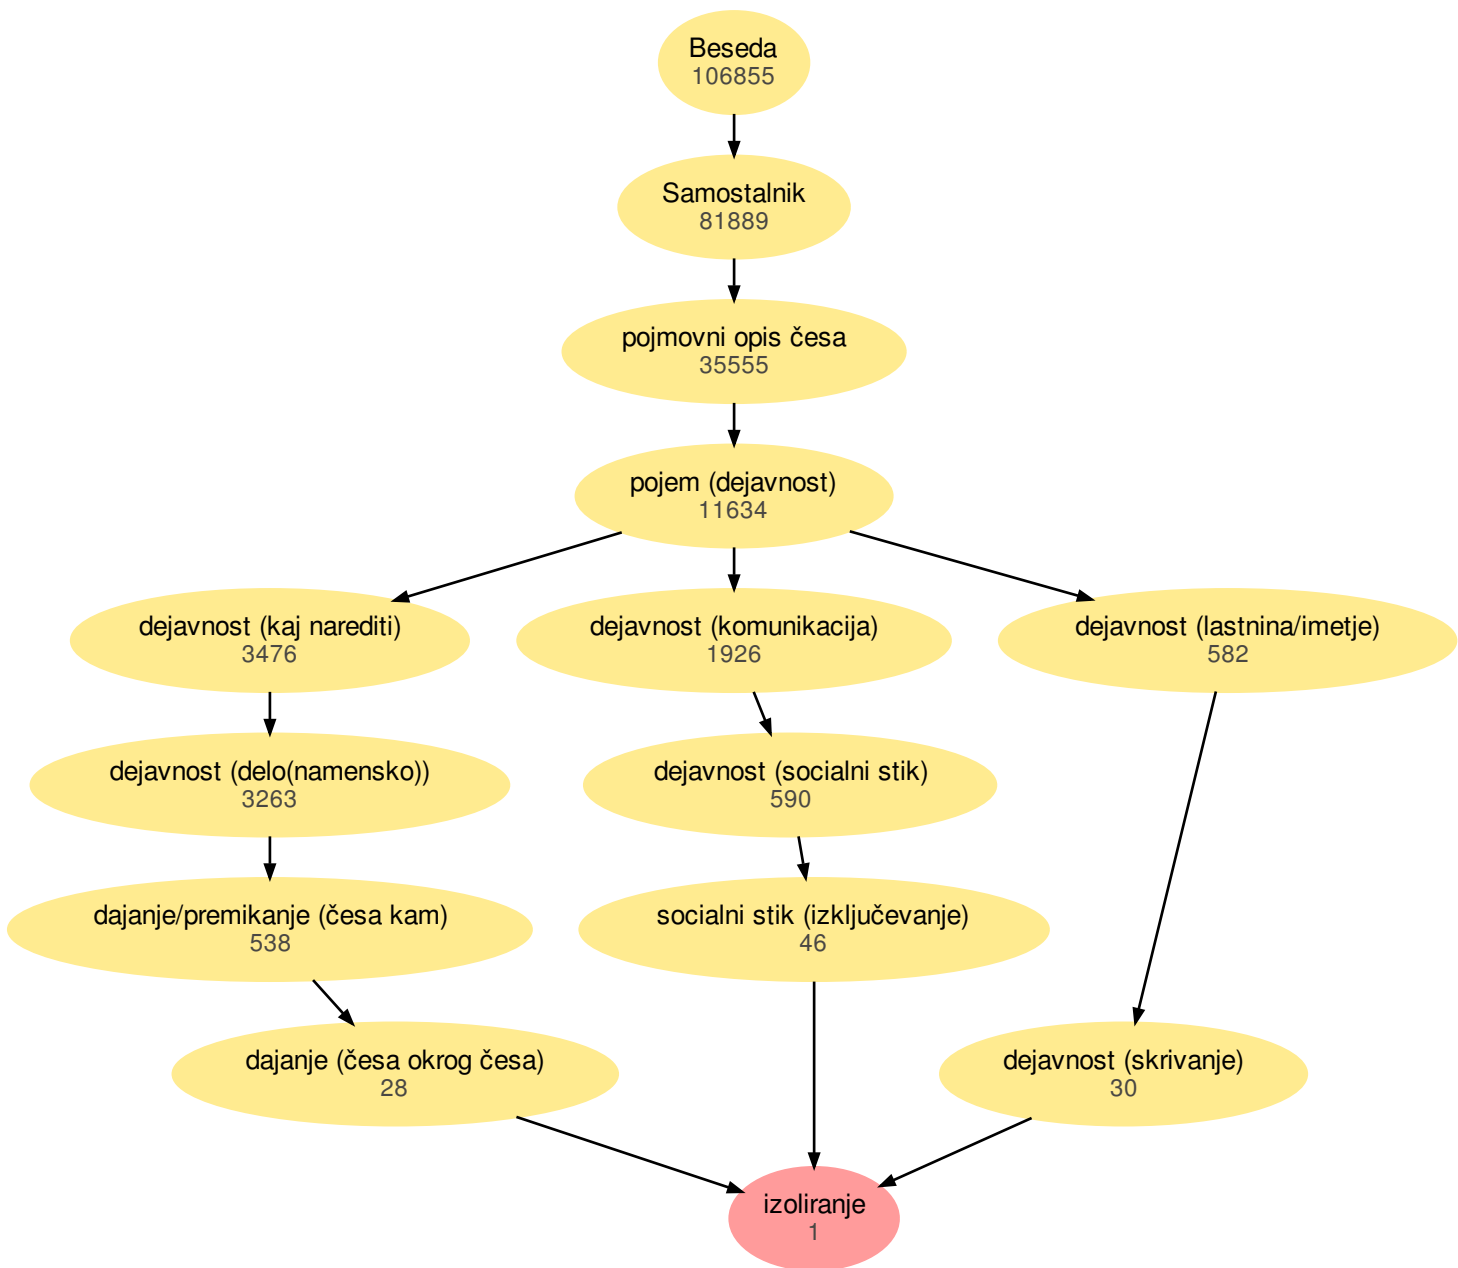 Beseda
106855
Samostalnik
81889
pojmovni opis česa
35555
pojem (dejavnost)
11634
dejavnost (kaj narediti)
3476
dejavnost (komunikacija)
1926
dejavnost (lastnina/imetje)
582
dejavnost (delo(namensko))
3263
dejavnost (socialni stik)
590
dajanje/premikanje (česa kam)
538
socialni stik (izključevanje)
46
dajanje (česa okrog česa)
28
dejavnost (skrivanje)
30
izoliranje
1